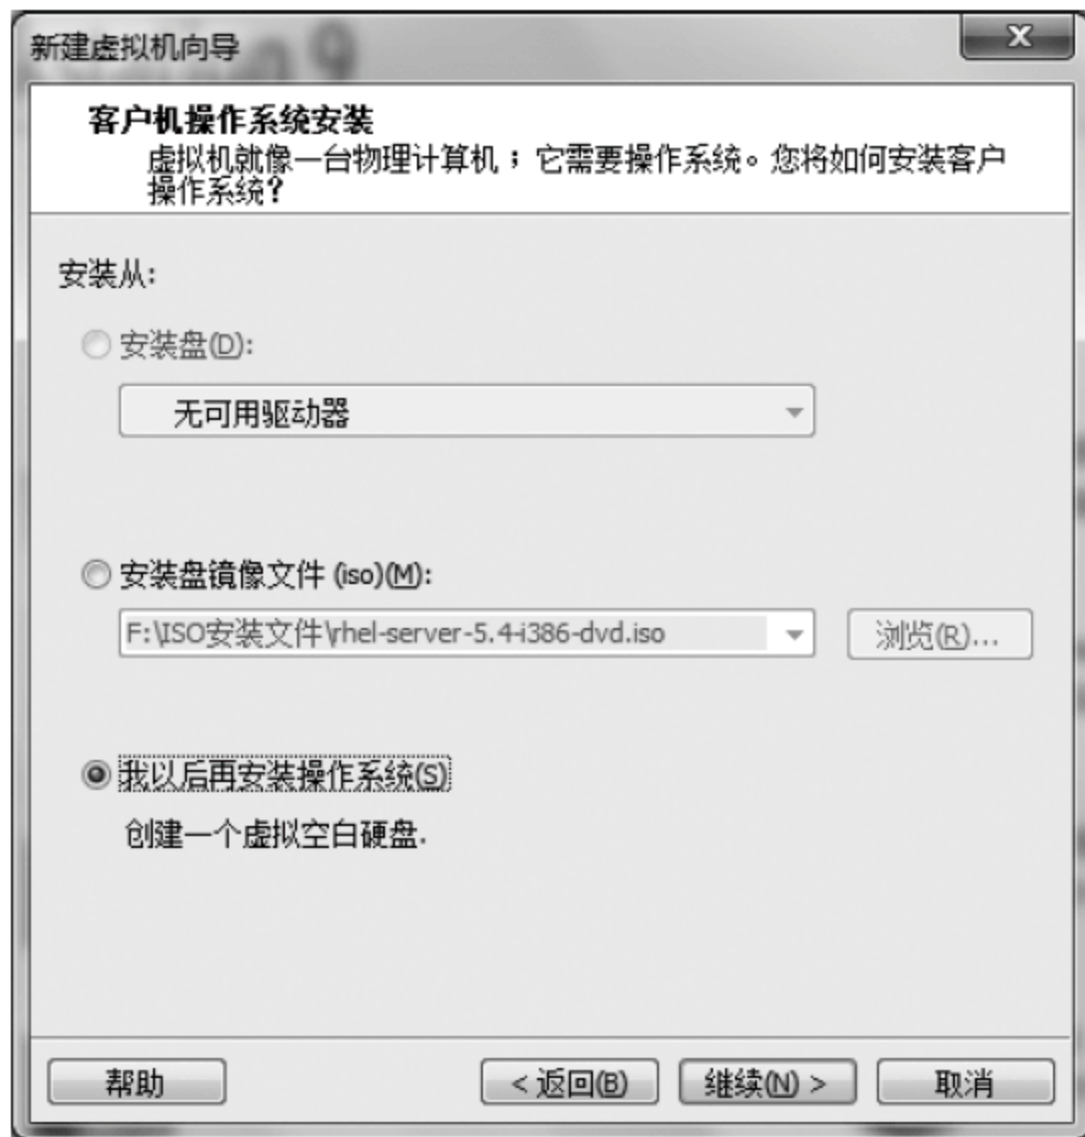 新建虚拟机向导
客户机操作系统安装
虚拟机就像一台物理计算机；它需要操作系统。您将如何安装客户
操作系统?
安装从:
安装盘(D):
无可用驱动器
安装盘镜像文件 (iso)(M):
F:\ISO安装文件\rhel-server-5.4-i386-dvd.iso
浏览(R)...
我以后再安装操作系统(S)
创建一个虚拟空白硬盘.
帮助
< 返回(B)
继续(N) >
取消